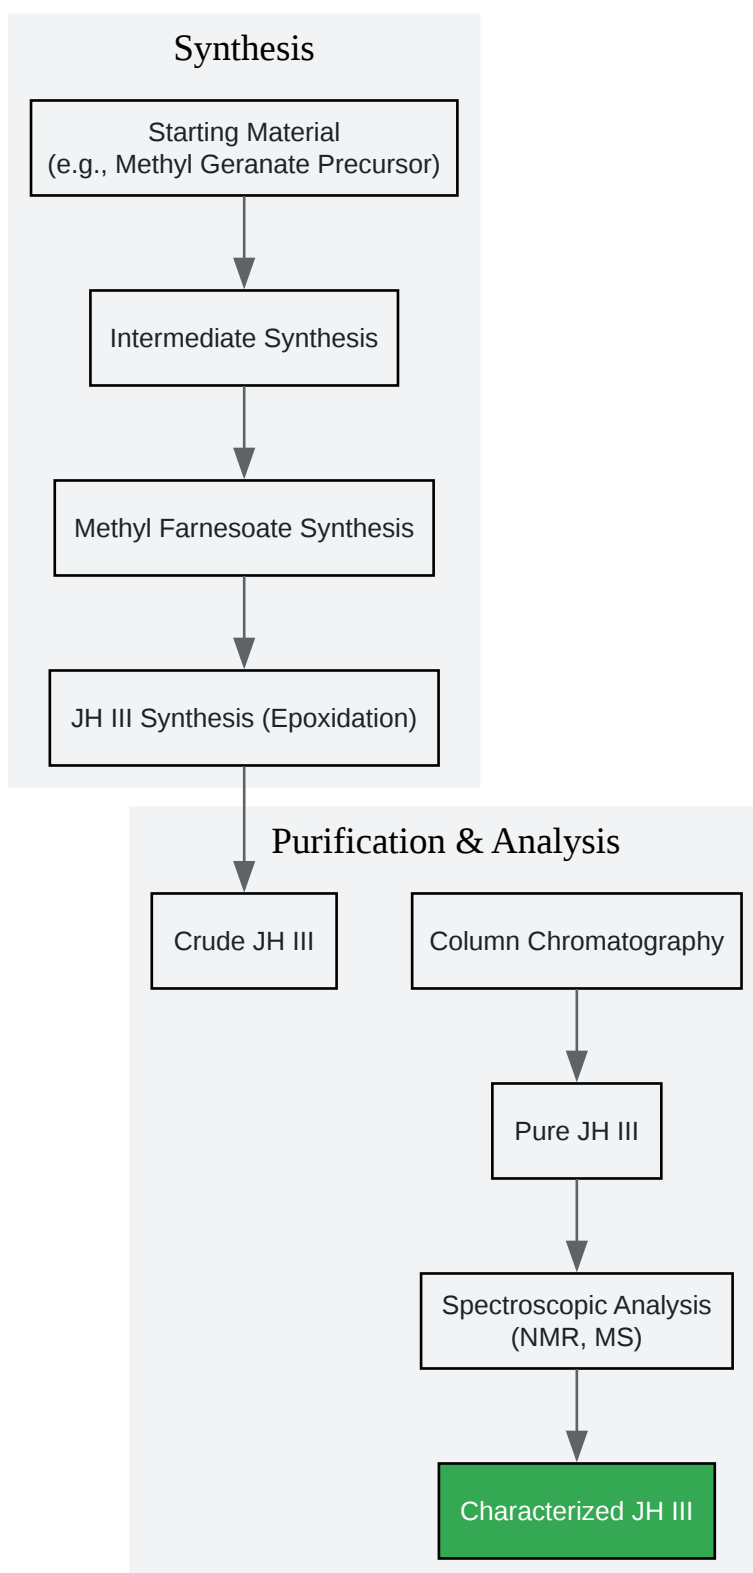 Synthesis
Starting Material
(e.g., Methyl Geranate Precursor)
Intermediate Synthesis
Methyl Farnesoate Synthesis
JH III Synthesis (Epoxidation)
Purification & Analysis
Crude JH III
Column Chromatography
Pure JH III
Spectroscopic Analysis
(NMR, MS)
Characterized JH III